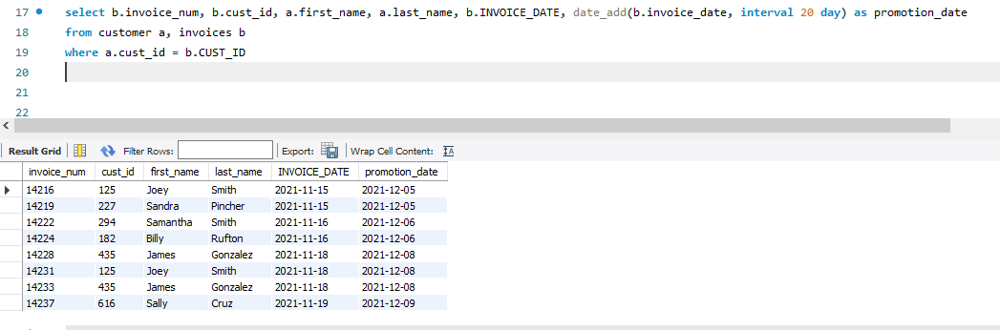 17 select b.invoice_num, b.cust_id, a.first_name, a.last_name, b.INVOICE_DATE, date_add(b.invoice_date, interval 20 day) as promotion_date
18 from customer a, invoices b
19 where a.cust_id = b.CUST_ID
20
21
22
Result Grid Filter Rows: Export: Wrap Cell Content:
invoice_num cust_id first_name last_name INVOICE_DATE promotion_date
14216 125 Joey Smith 2021-11-15 2021-12-05
14219 227 Sandra Pincher 2021-11-15 2021-12-05
14222 294 Samantha Smith 2021-11-16 2021-12-06
14224 182 Billy Rufton 2021-11-16 2021-12-06
14228 435 James Gonzalez 2021-11-18 2021-12-08
14231 125 Joey Smith 2021-11-18 2021-12-08
14233 435 James Gonzalez 2021-11-18 2021-12-08
14237 616 Sally Cruz 2021-11-19 2021-12-09